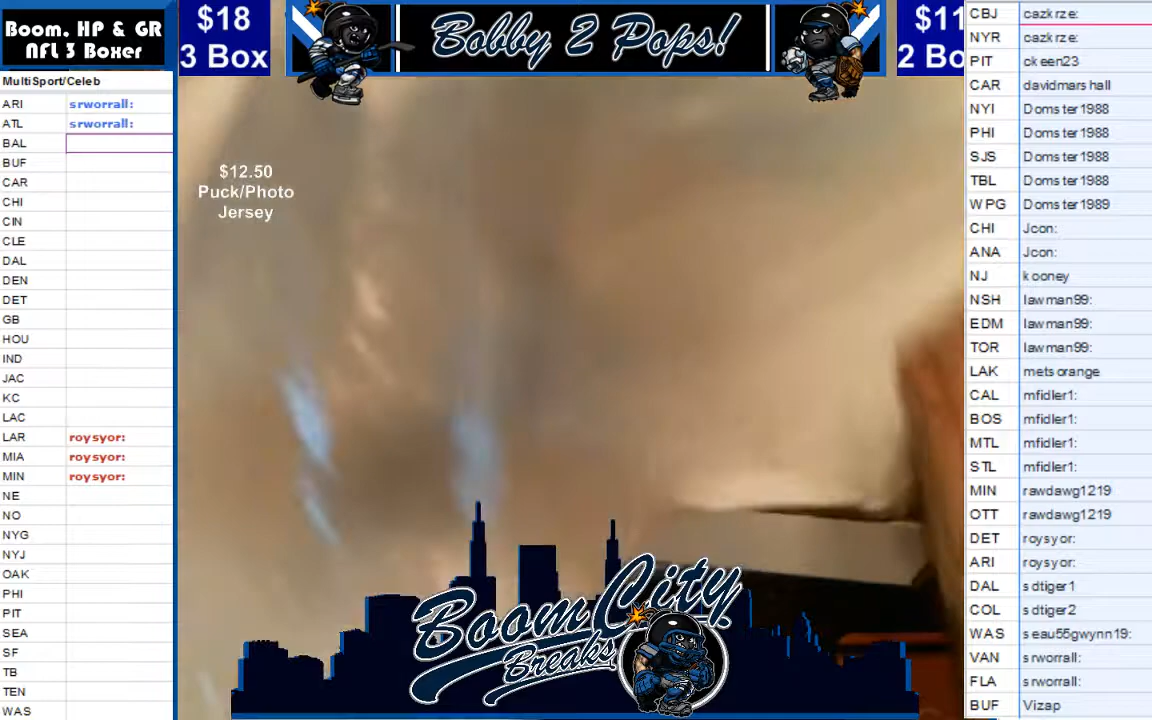 Boom, HP & GR
NFL 3 Boxer
MultiSport/Celeb
ARI srworrall:
ATL srworrall:
BAL
BUF
CAR
CHI
CIN
CLE
DAL
DEN
DET
GB
HOU
IND
JAC
KC
LAC
LAR roysyor:
MIA roysyor:
MIN roysyor:
NE
NO
NYG
NYJ
OAK
PHI
PIT
SEA
SF
TB
TEN
WAS
$18
3 Box
Bobby 2 Pops!
$11
2 Bo
$12.50
Puck/Photo
Jersey
Boom City
Breaks
CBJ cazkrze:
NYR cazkrze:
PIT ckeen23
CAR davidmarshall
NYI Domster1988
PHI Domster1988
SJS Domster1988
TBL Domster1988
WPG Domster1989
CHI Jcon:
ANA Jcon:
NJ kooney
NSH lawman99:
EDM lawman99:
TOR lawman99:
LAK metsorange
CAL mfidler1:
BOS mfidler1:
MTL mfidler1:
STL mfidler1:
MIN rawdawg1219
OTT rawdawg1219
DET roysyor:
ARI roysyor:
DAL sdtiger1
COL sdtiger2
WAS seau55gwynn19:
VAN srworrall:
FLA srworrall:
BUF Vizap